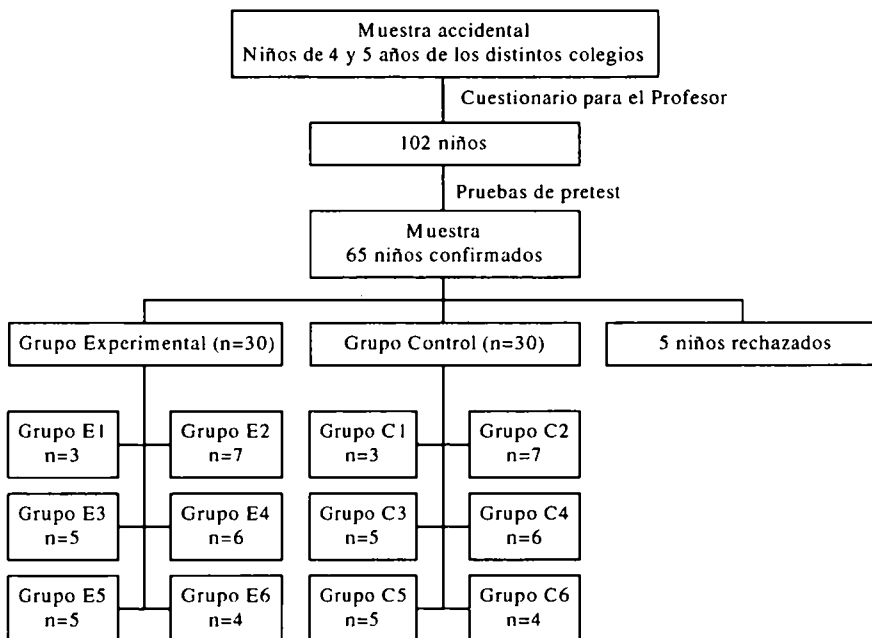 Muestra accidental
Niños de 4 y 5 años de los distintos colegios
Cuestionario para el Profesor
102 niños
Pruebas de pretest
Muestra
65 niños confirmados
Grupo Experimental (n=30)
Grupo Control (n=30)
5 niños rechazados
Grupo E1
n=3
Grupo E2
n=7
Grupo C1
n=3
Grupo C2
n=7
Grupo E3
n=5
Grupo E4
n=6
Grupo C3
n=5
Grupo C4
n=6
Grupo E5
n=5
Grupo E6
n=4
Grupo C5
n=5
Grupo C6
n=4